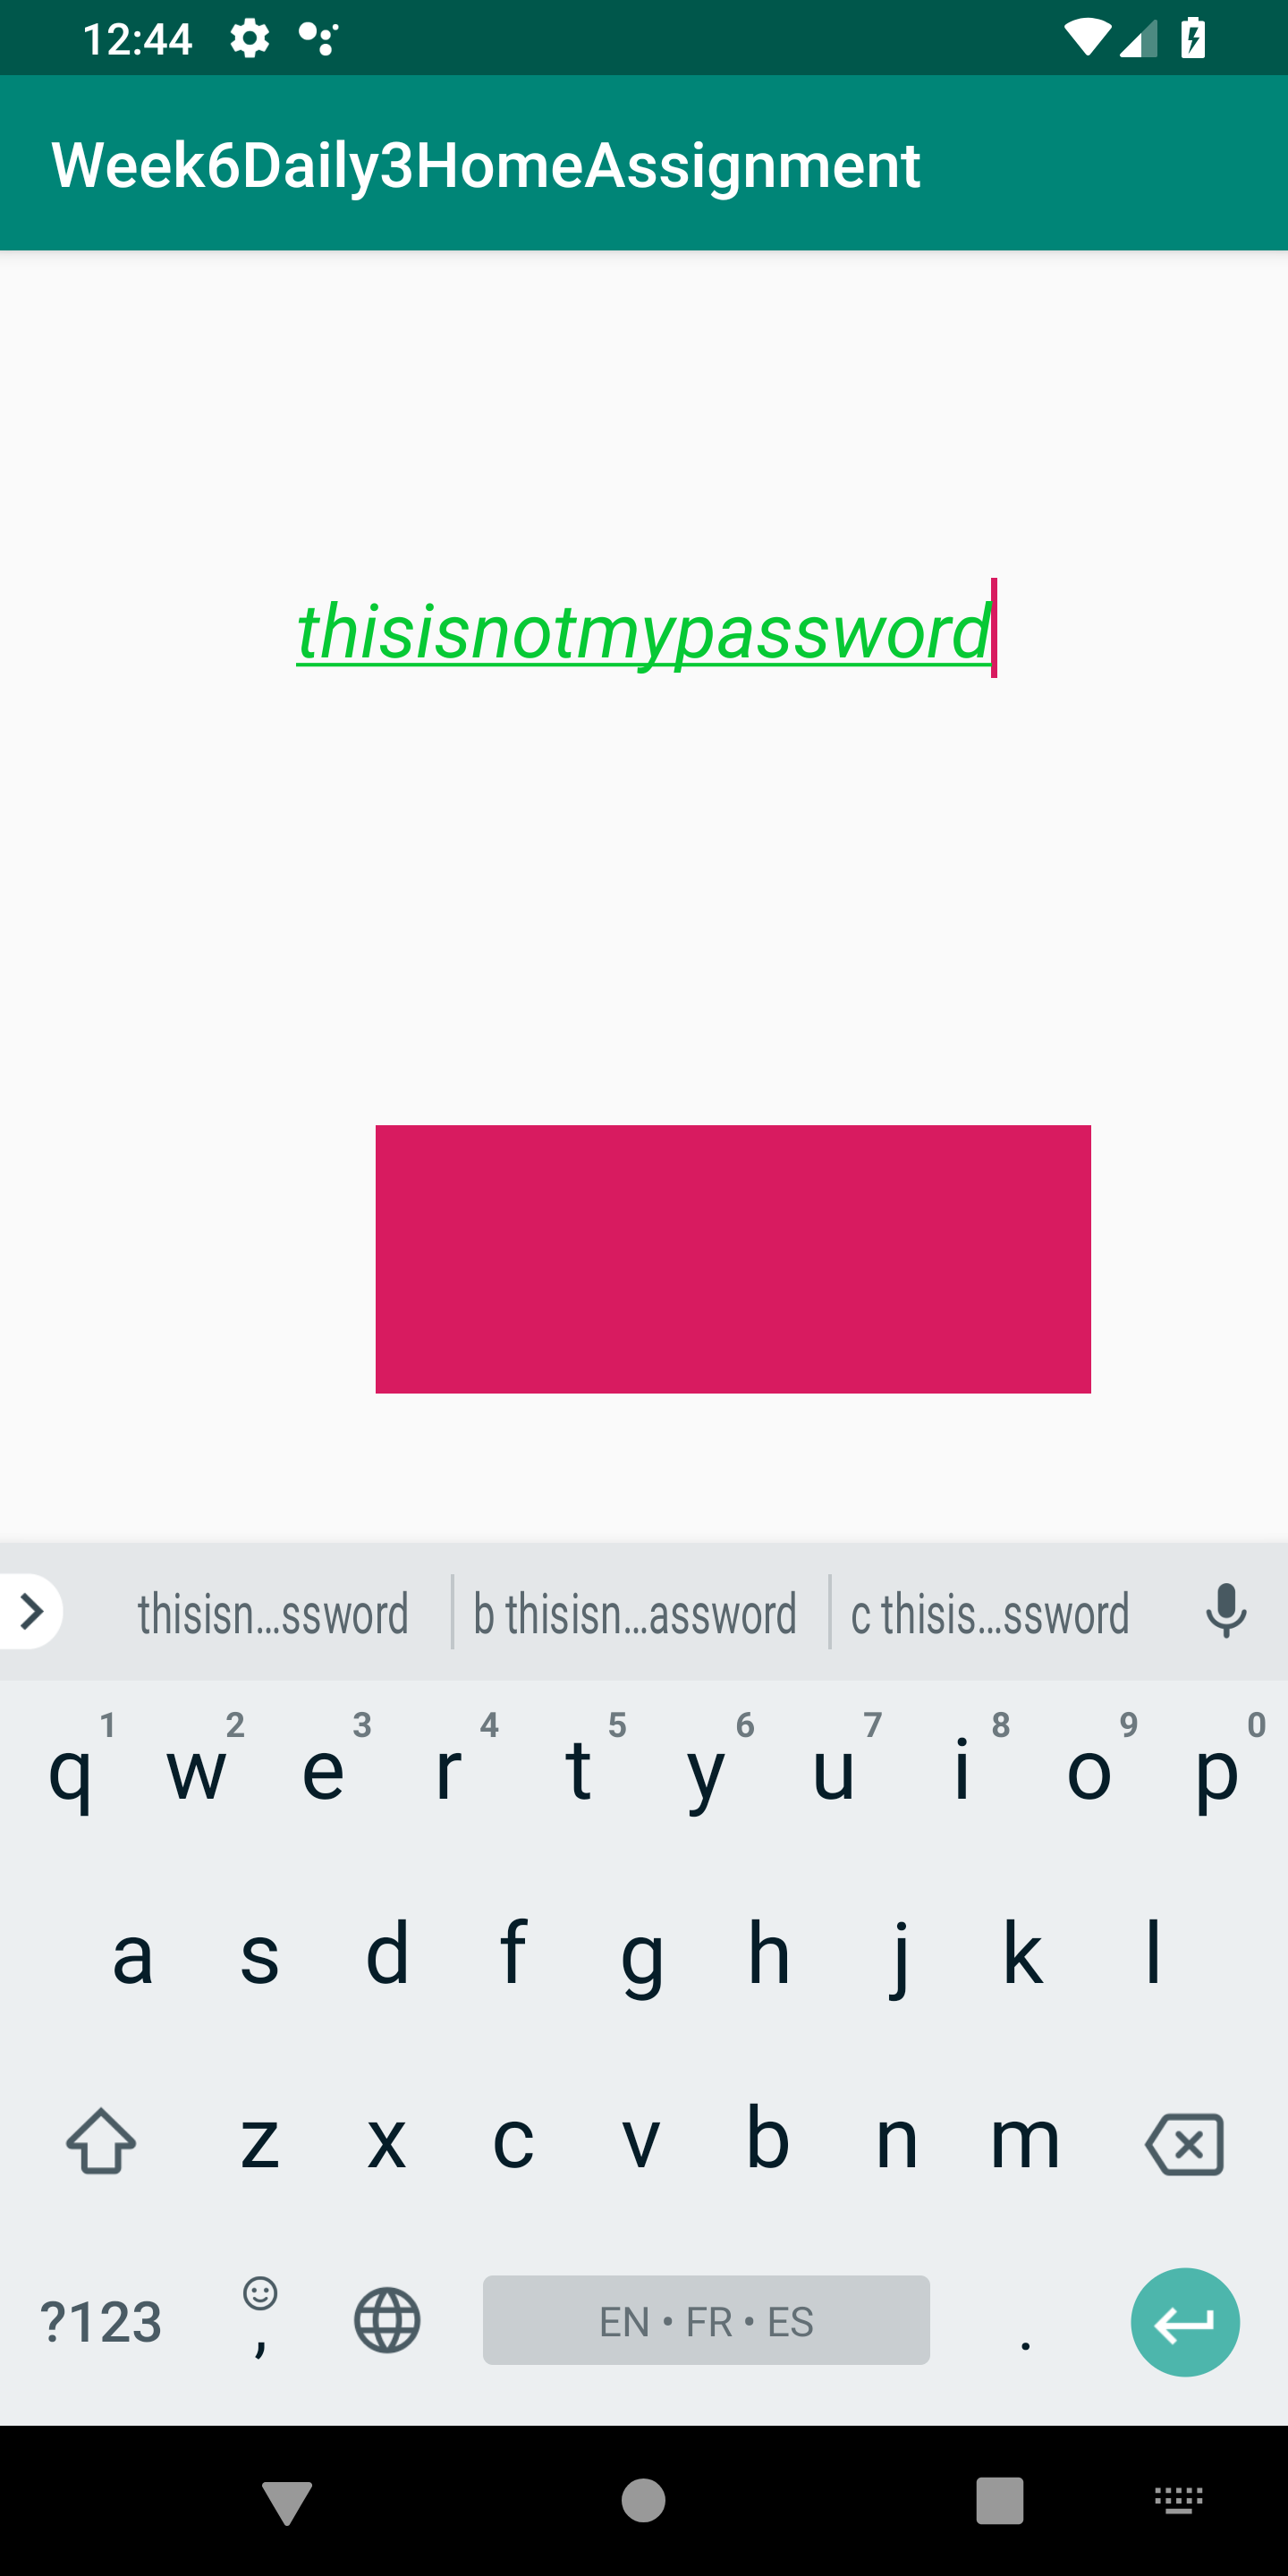 12:44
Week6Daily3HomeAssignment
thisisnotmypassword
thisisn...ssword b thisisn...assword c thisis...ssword
1 2 3 4 5 6 7 8 9 0
q w e r t y u i o p
a s d f g h j k l
z x c v b n m
?123 , EN • FR • ES .